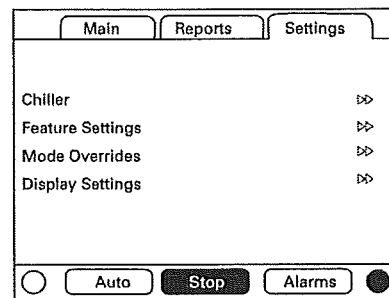 Main Reports Settings
Chiller
Feature Settings
Mode Overrides
Display Settings
Auto Stop Alarms